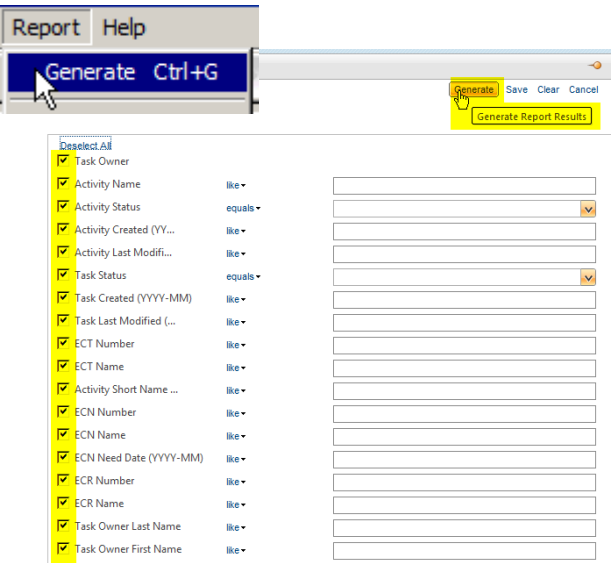 Report Help
Generate Ctrl+G
Generate Save Clear Cancel
Generate Report Results
Deselect All
Task Owner
Activity Name like
Activity Status equals
Activity Created (YY... like
Activity Last Modifi... like
Task Status equals
Task Created (YYYY-MM) like
Task Last Modified (... like
ECT Number like
ECT Name like
Activity Short Name ... like
ECN Number like
ECN Name like
ECN Need Date (YYYY-MM) like
ECR Number like
ECR Name like
Task Owner Last Name like
Task Owner First Name like